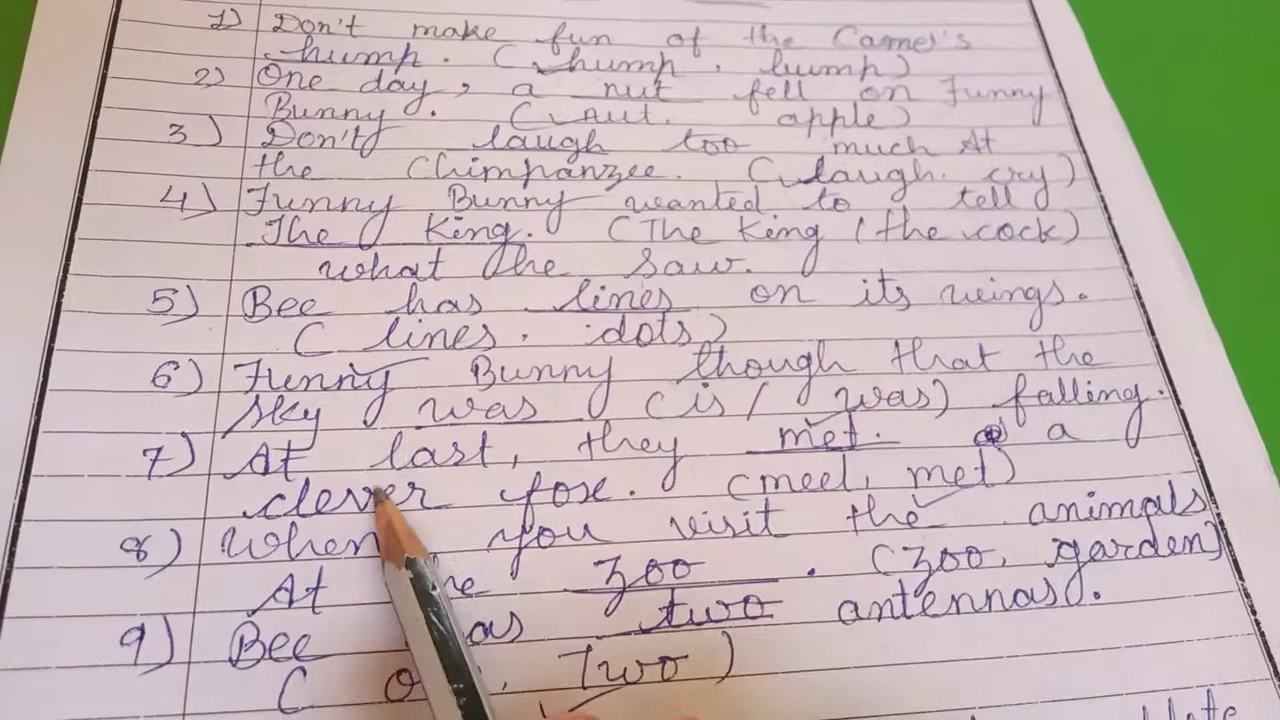 1) Don't make fun of the Camel's
hump. (hump, lump)
2) One day, a nut fell on Funny
Bunny. (nut. apple)
3) Don't laugh too much At
the Chimpanzee. (laugh. cry)
4) Funny Bunny wanted to tell
The King. (The King (the cock)
what he saw.
5) Bee has lines on its wings.
( lines. dots)
6) Funny Bunny though that the
sky was (is / was) falling.
7) At last, they met. a
clever fox. (meel, met)
8) When you visit the animals
At zoo. (zoo, garden)
9) Bee two antennas.
( Two )